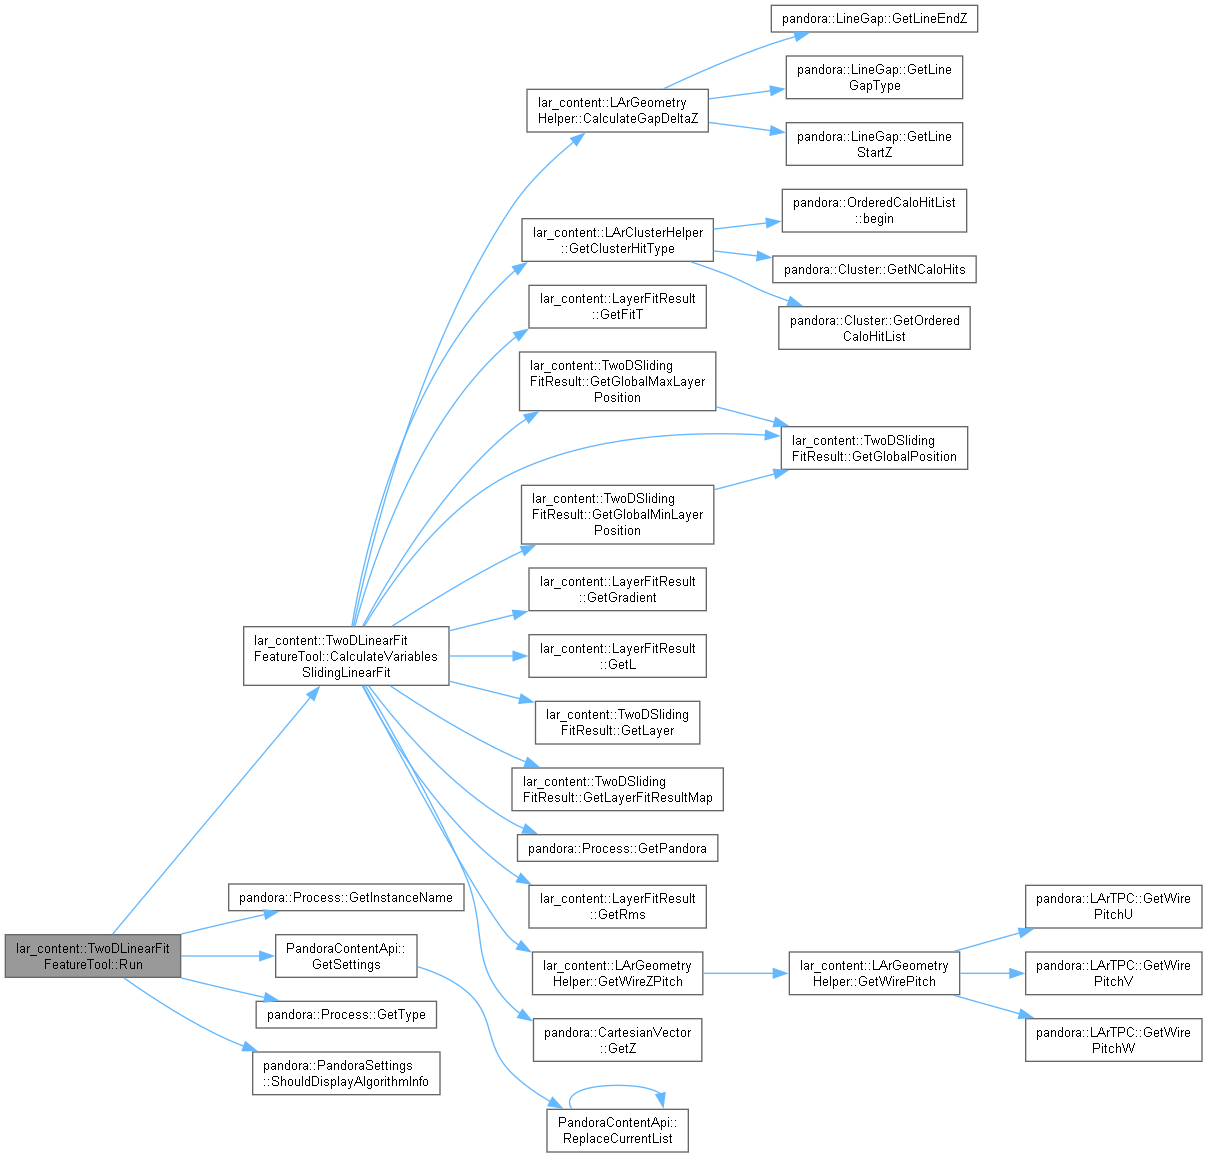 lar_content::TwoDLinearFit
FeatureTool::Run
lar_content::TwoDLinearFit
FeatureTool::CalculateVariables
SlidingLinearFit
pandora::Process::GetInstanceName
PandoraContentApi::
GetSettings
pandora::Process::GetType
pandora::PandoraSettings
::ShouldDisplayAlgorithmInfo
lar_content::LArGeometry
Helper::CalculateGapDeltaZ
lar_content::LArClusterHelper
::GetClusterHitType
lar_content::LayerFitResult
::GetFitT
lar_content::TwoDSliding
FitResult::GetGlobalMaxLayer
Position
lar_content::TwoDSliding
FitResult::GetGlobalMinLayer
Position
lar_content::LayerFitResult
::GetGradient
lar_content::LayerFitResult
::GetL
lar_content::TwoDSliding
FitResult::GetLayer
lar_content::TwoDSliding
FitResult::GetLayerFitResultMap
pandora::Process::GetPandora
lar_content::LayerFitResult
::GetRms
lar_content::LArGeometry
Helper::GetWireZPitch
pandora::CartesianVector
::GetZ
PandoraContentApi::
ReplaceCurrentList
pandora::LineGap::GetLineEndZ
pandora::LineGap::GetLine
GapType
pandora::LineGap::GetLine
StartZ
pandora::OrderedCaloHitList
::begin
pandora::Cluster::GetNCaloHits
pandora::Cluster::GetOrdered
CaloHitList
lar_content::TwoDSliding
FitResult::GetGlobalPosition
lar_content::LArGeometry
Helper::GetWirePitch
pandora::LArTPC::GetWire
PitchU
pandora::LArTPC::GetWire
PitchV
pandora::LArTPC::GetWire
PitchW